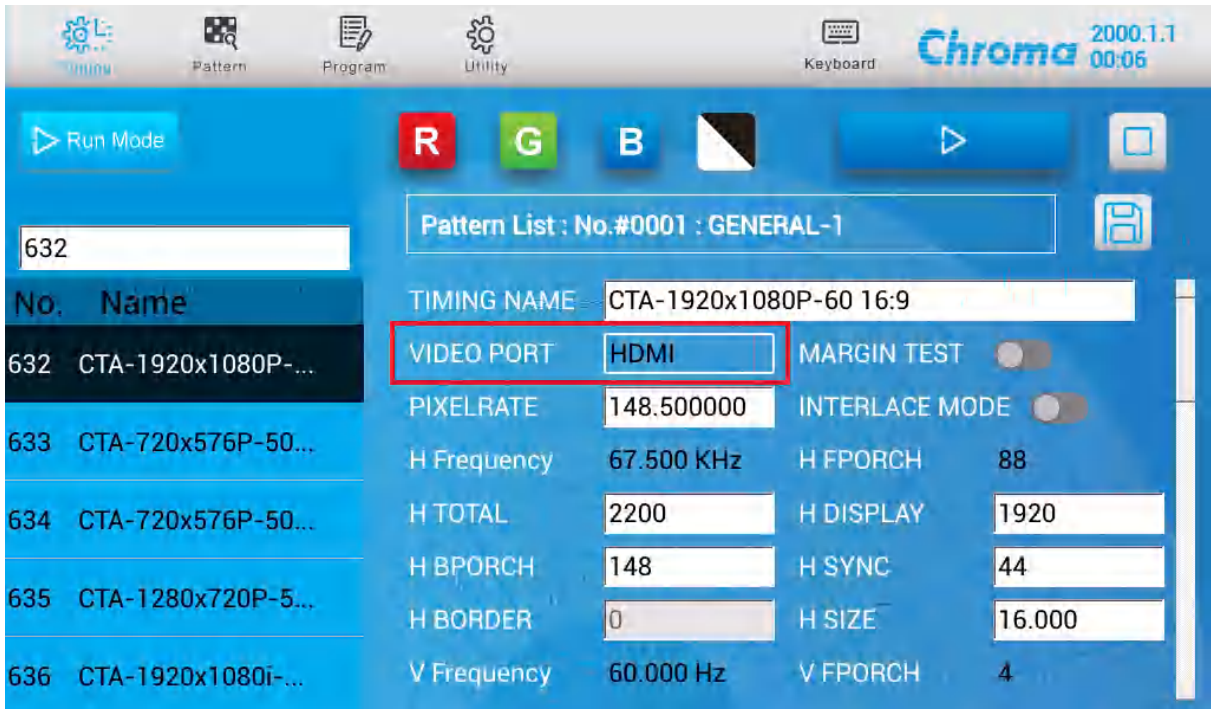 Timing Pattern Program Utility Keyboard Chroma 2000.1.1
00:06
Run Mode R G B
Pattern List : No.#0001 : GENERAL-1
632
No. Name
632 CTA-1920x1080P-...
633 CTA-720x576P-50...
634 CTA-720x576P-50...
635 CTA-1280x720P-5...
636 CTA-1920x1080i-...
TIMING NAME CTA-1920x1080P-60 16:9
VIDEO PORT HDMI MARGIN TEST
PIXELRATE 148.500000 INTERLACE MODE
H Frequency 67.500 KHz H FPORCH 88
H TOTAL 2200 H DISPLAY 1920
H BPORCH 148 H SYNC 44
H BORDER 0 H SIZE 16.000
V Frequency 60.000 Hz V FPORCH 4